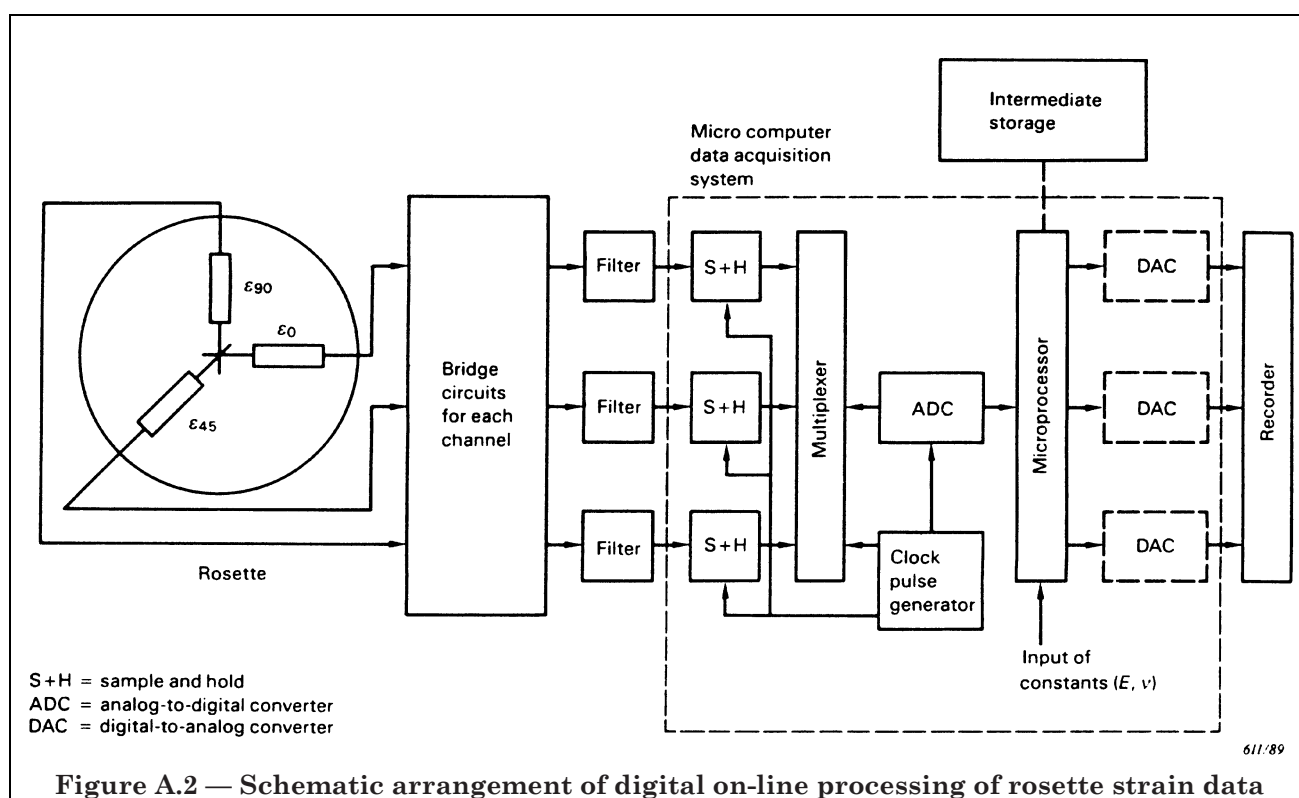 Intermediate
storage
Micro computer
data acquisition
system
ε90
ε0
ε45
Rosette
Bridge
circuits
for each
channel
Filter
Filter
Filter
S+H
S+H
S+H
Multiplexer
ADC
Clock
pulse
generator
Microprocessor
DAC
DAC
DAC
Recorder
Input of
constants (E, ν)
S+H = sample and hold
ADC = analog-to-digital converter
DAC = digital-to-analog converter
611/89
Figure A.2 — Schematic arrangement of digital on-line processing of rosette strain data